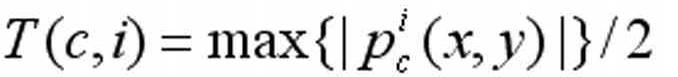 T(c,i) = max{| p_c^i (x, y) |}/2